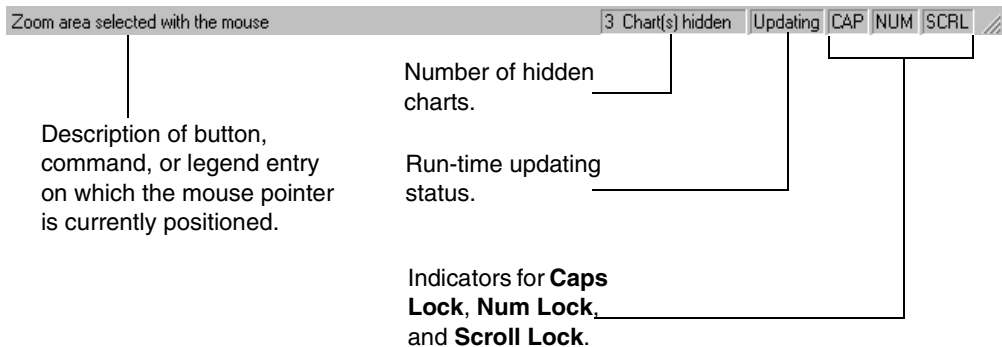 Zoom area selected with the mouse
3 Chart(s) hidden
Updating
CAP
NUM
SCRL
Number of hidden
charts.
Description of button,
command, or legend entry
on which the mouse pointer
is currently positioned.
Run-time updating
status.
Indicators for Caps
Lock, Num Lock,
and Scroll Lock.